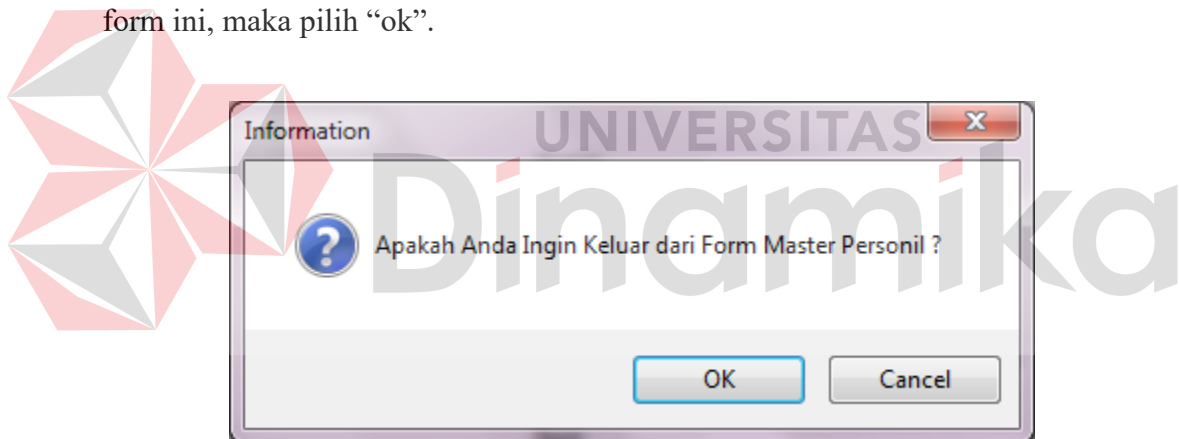 form ini, maka pilih “ok”.
UNIVERSITAS
Dinamika
Information
Apakah Anda Ingin Keluar dari Form Master Personil ?
OK
Cancel